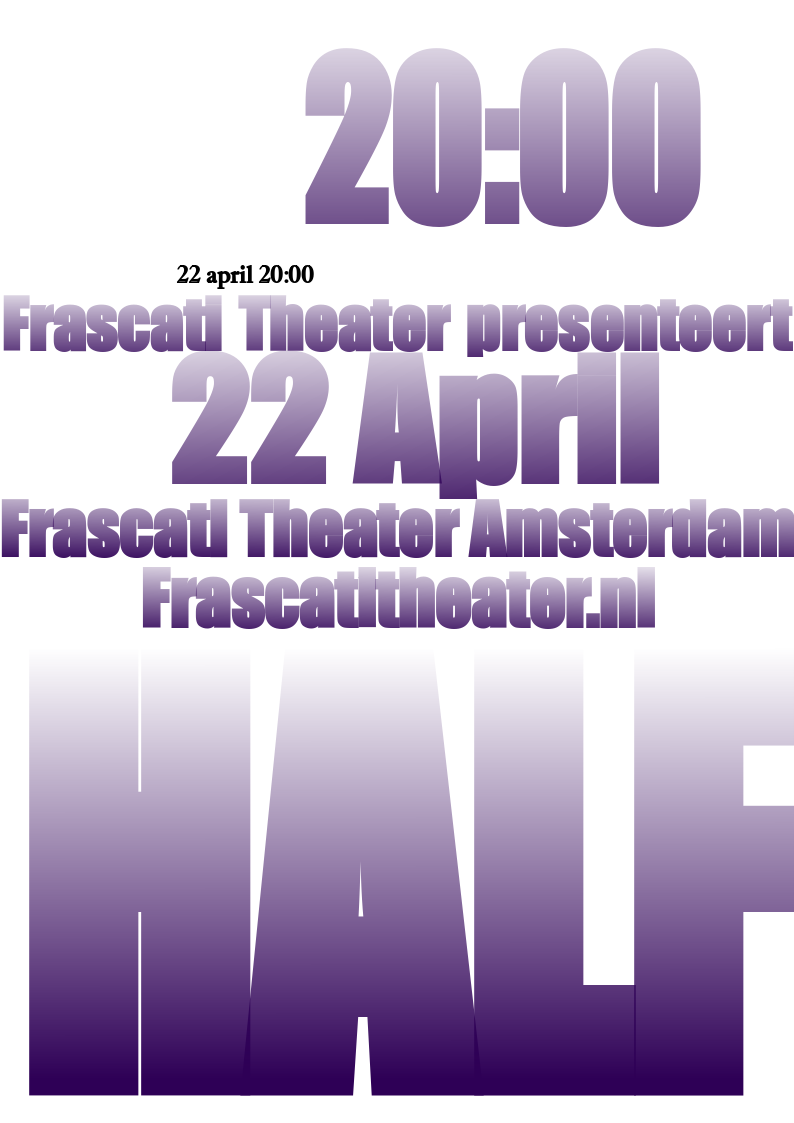 20:00
22 april 20:00
Frascati Theater presenteert
22 April
Frascati Theater Amsterdam
Frascatitheater.nl
HALF